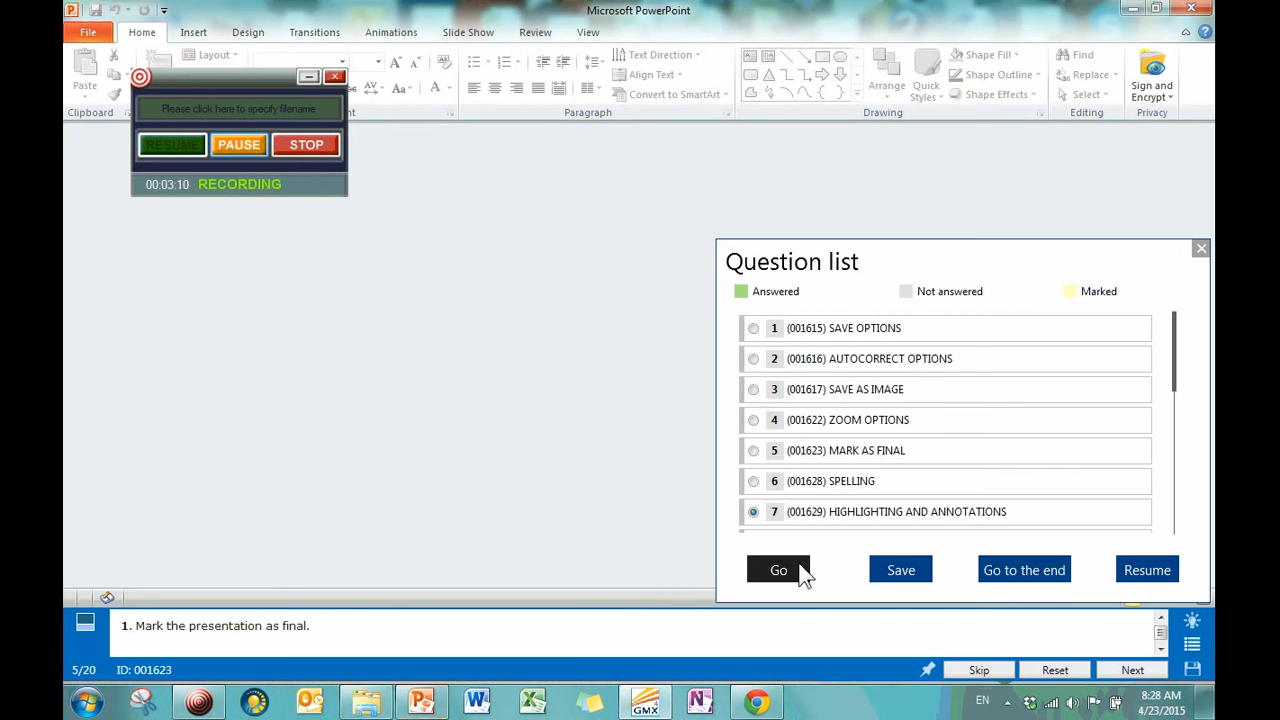 Microsoft PowerPoint
File Home Insert Design Transitions Animations Slide Show Review View
Layout
Text Direction
Shape Fill
Find
Align Text
Shape Outline
Replace
Paste
Convert to SmartArt
Arrange
Quick
Styles
Shape Effects
Select
Sign and
Encrypt
Clipboard
Paragraph
Drawing
Editing
Privacy
Please click here to specify filename
RESUME PAUSE STOP
00:03:10 RECORDING
Question list
Answered Not answered Marked
1 (001615) SAVE OPTIONS
2 (001616) AUTOCORRECT OPTIONS
3 (001617) SAVE AS IMAGE
4 (001622) ZOOM OPTIONS
5 (001623) MARK AS FINAL
6 (001628) SPELLING
7 (001629) HIGHLIGHTING AND ANNOTATIONS
Go Save Go to the end Resume
1. Mark the presentation as final.
5/20 ID: 001623 Skip Reset Next
GMX
EN
8:28 AM
4/23/2015